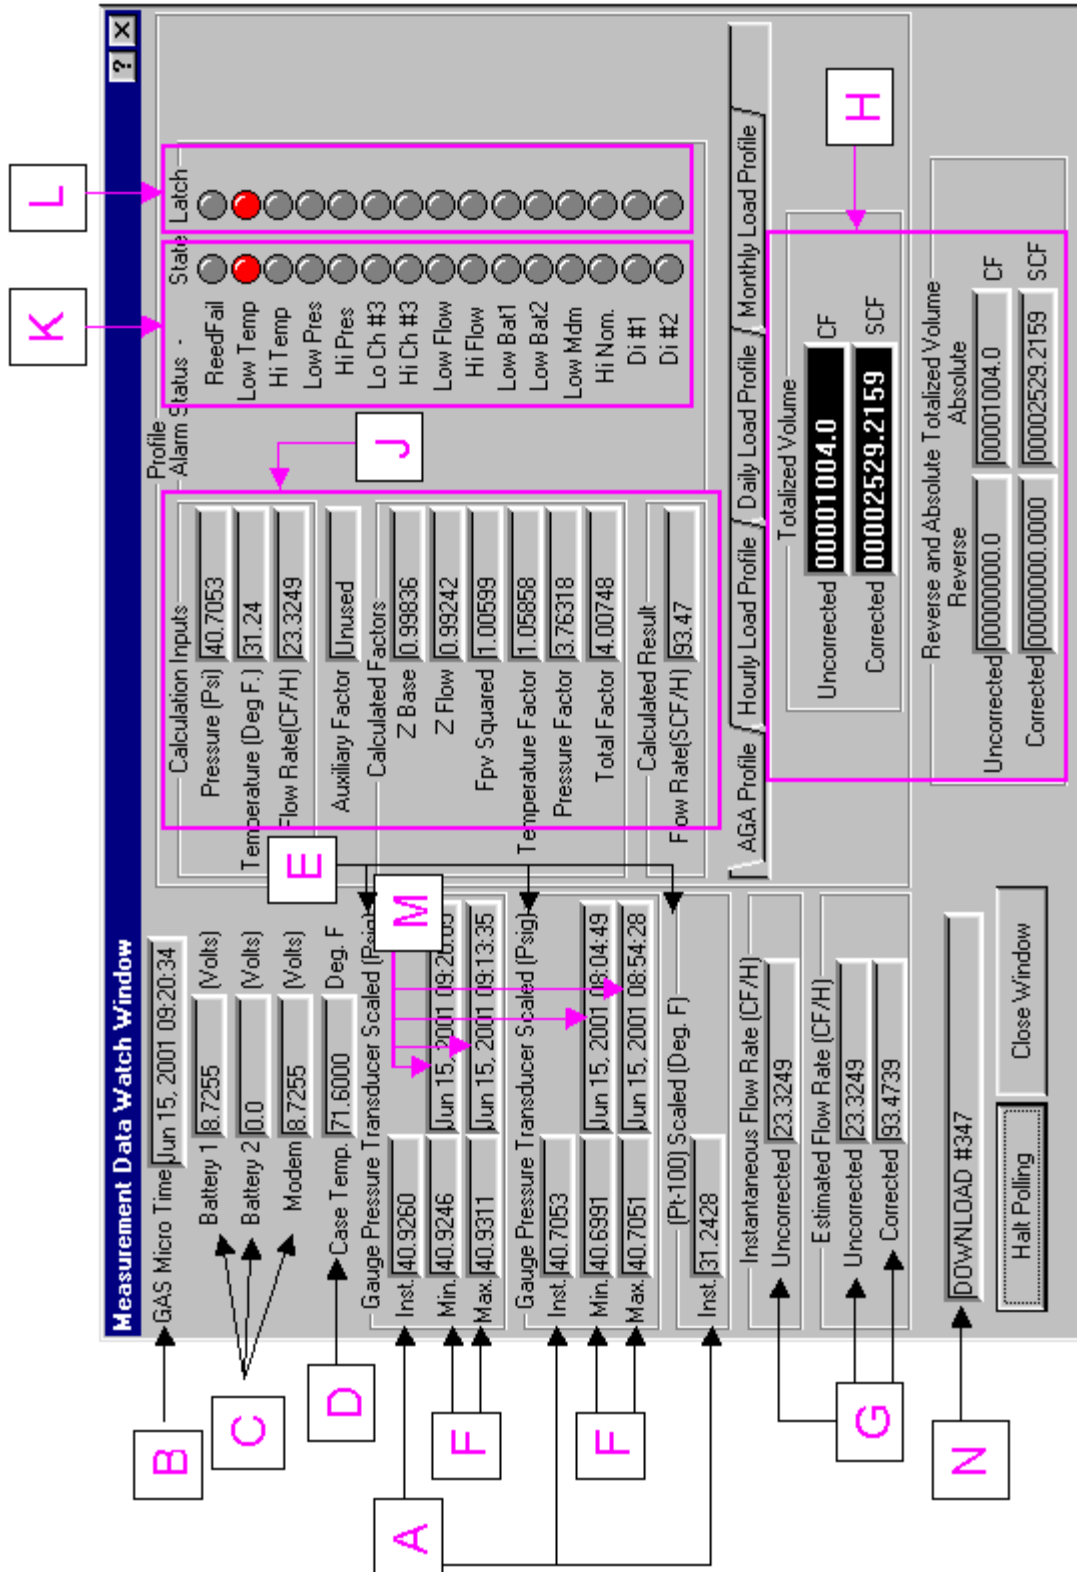 Measurement Data Watch Window
? X
GAS Micro Time Jun 15, 2001 09:20:34
Battery 1 8.7255 (Volts)
Battery 2 0.0 (Volts)
Modem 8.7255 (Volts)
Case Temp. 71.6000 Deg. F
Gauge Pressure Transducer Scaled (Psig)
Inst. 40.9260
Min. 40.9246 Jun 15, 2001
Max. 40.9311 Jun 15, 2001 09:13:35
Gauge Pressure Transducer Scaled (Psig)
Inst. 40.7053
Min. 40.6991 Jun 15, 2001 08:04:49
Max. 40.7051 Jun 15, 2001 08:54:28
(Pt-100) Scaled (Deg. F)
Inst. 31.2428
Instantaneous Flow Rate (CF/H)
Uncorrected 23.3249
Estimated Flow Rate (CF/H)
Uncorrected 23.3249
Corrected 93.4739
DOWNLOAD #347
Halt Polling
Close Window
Profile
Calculation Inputs
Pressure (Psi) 40.7053
Temperature (Deg F.) 31.24
Flow Rate(CF/H) 23.3249
Auxiliary Factor Unused
Calculated Factors
Z Base 0.99836
Z Flow 0.99242
Fpv Squared 1.00599
Temperature Factor 1.05858
Pressure Factor 3.76318
Total Factor 4.00748
Calculated Result
Flow Rate(SCF/H) 93.47
Alarm Status - State Latch
ReedFail
Low Temp
Hi Temp
Low Pres
Hi Pres
Lo Ch #3
Hi Ch #3
Low Flow
Hi Flow
Low Bat1
Low Bat2
Low Mdm
Hi Nom.
DI #1
DI #2
AGA Profile
Hourly Load Profile
Daily Load Profile
Monthly Load Profile
Totalized Volume
Uncorrected 00001004.0 CF
Corrected 00002529.2159 SCF
Reverse and Absolute Totalized Volume
Reverse Absolute
Uncorrected 00000000.0 00001004.0 CF
Corrected 00000000.0000 00002529.2159 SCF
A
B
C
D
E
F
F
G
H
J
K
L
M
N